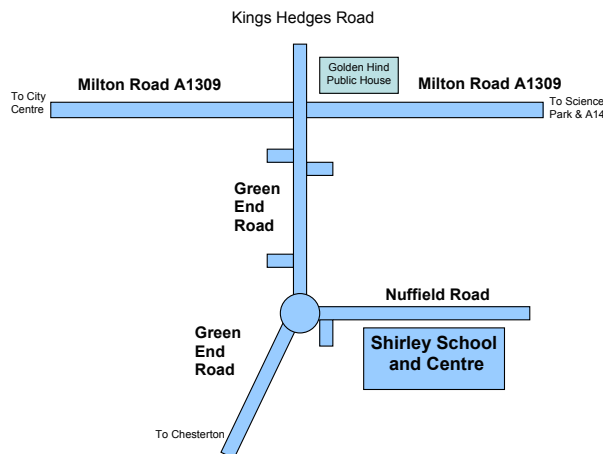 Kings Hedges Road
Golden Hind
Public House
Milton Road A1309
Milton Road A1309
To City
Centre
To Science
Park & A14
Green
End
Road
Nuffield Road
Green
End
Road
Shirley School
and Centre
To Chesterton